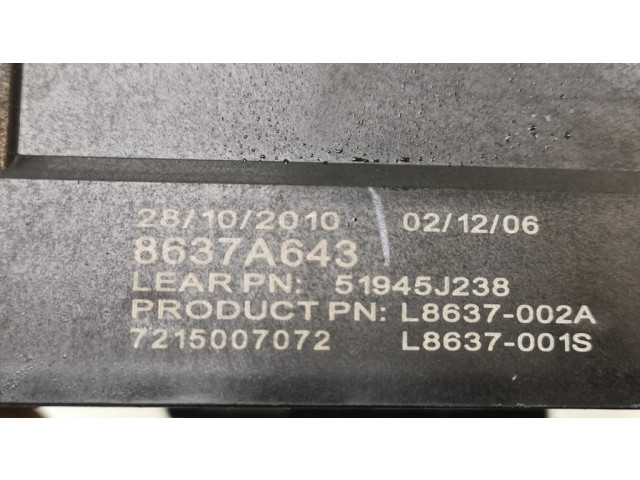 28/10/2010 02/12/06
8637A643
LEAR PN: 51945J238
PRODUCT PN: L8637-002A
7215007072 L8637-001S